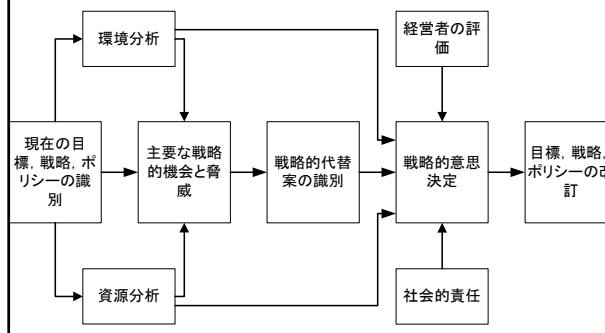 環境分析
経営者の評
価
現在の目
標，戦略，ポ
リシーの識
別
主要な戦略
的機会と脅
威
戦略的代替
案の識別
戦略的意思
決定
目標，戦略，
ポリシーの改
訂
資源分析
社会的責任